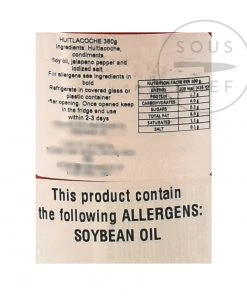 SOUS
HUITLACOCHE 380g
Ingredients: Huitlacoche,
condiments
soy oil, jalapeno pepper and
iodized salt
For allergens see ingredients in
bold
Refrigerate in covered glass or
plastic container
after opening. Once opened keep
in the fridge and use
within 2-3 days
NUTRITION FACTS PER 100 g
ENERGY
PROTEIN
CARBOHYDRATES
SUGARS
TOTAL FAT
SATURATED
SALT 0.1 g
This product contain
the following ALLERGENS:
SOYBEAN OIL